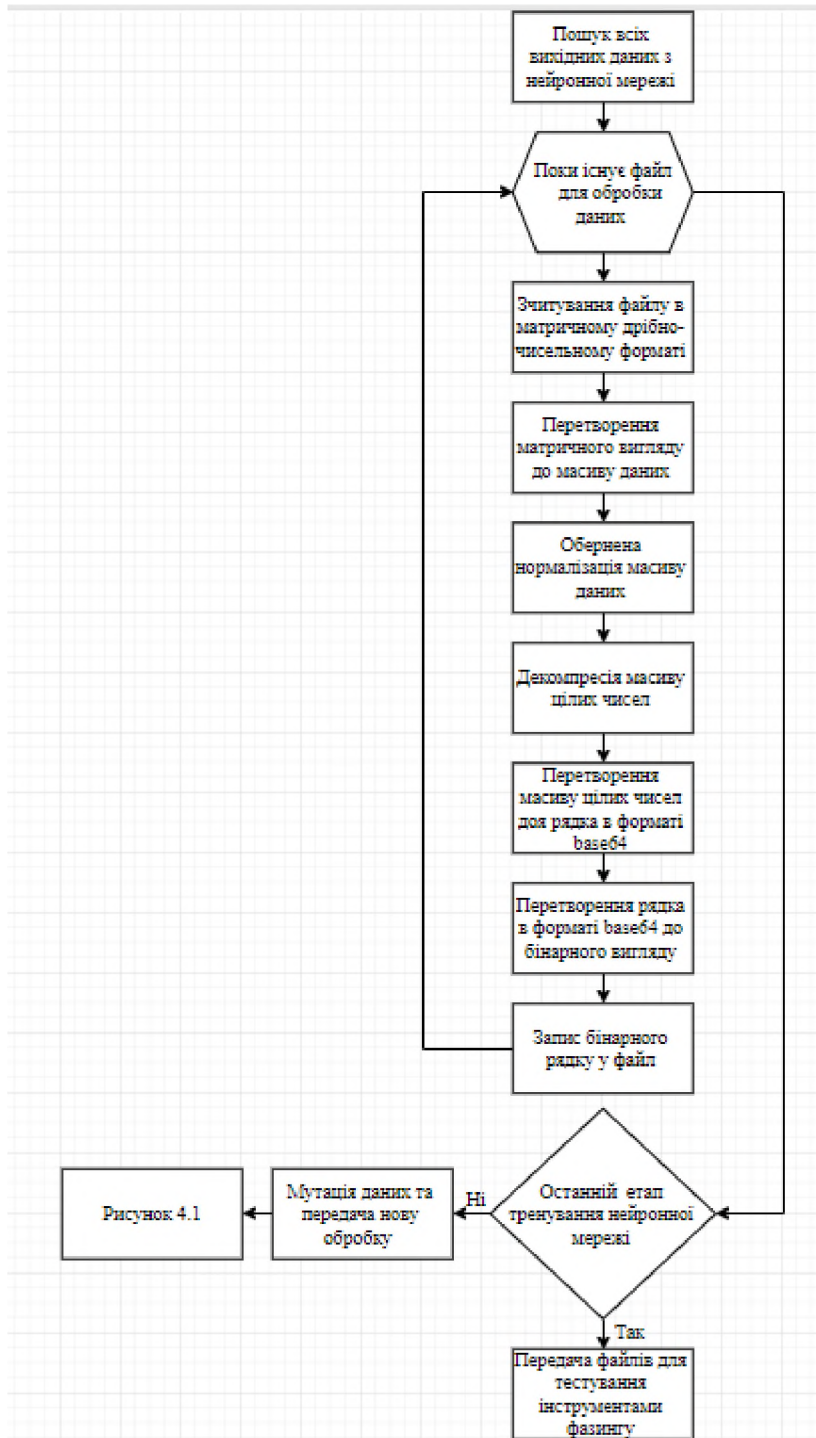 Пошук всіх
вихідних даних з
нейронної мережі
Поки існує файл
для обробки
даних
Зчитування файлу в
матричному дрібно-
чисельному форматі
Перетворення
матричного вигляду
до масиву даних
Обернена
нормалізація масиву
даних
Декомпресія масиву
цілих чисел
Перетворення
масиву цілих чисел
доя рядка в форматі
base64
Перетворення рядка
в форматі base64 до
бінарного вигляду
Запис бінарного
рядку у файл
Останній етап
тренування нейронної
мережі
Ні
Мутація даних та
передача нову
обробку
Рисунок 4.1
Так
Передача файлів для
тестування
інструментами
фазингу